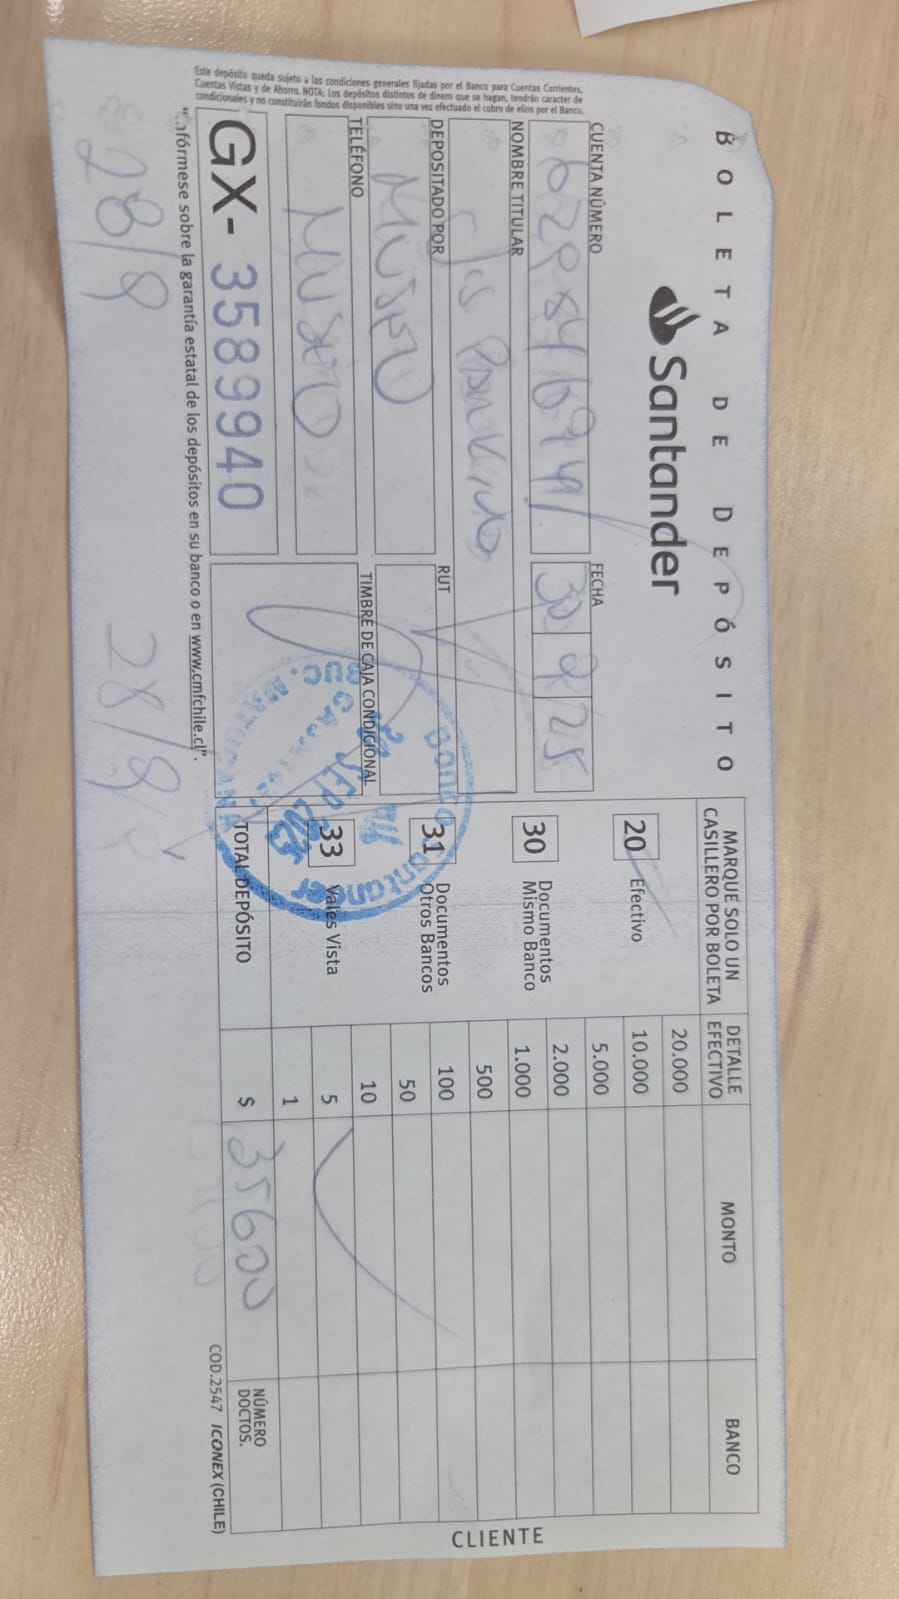 BOLETA DE DEPÓSITO
Santander
CUENTA NÚMERO
FECHA
30 9 25
NOMBRE TITULAR
DEPOSITADO POR
MUSEO
RUT
TELÉFONO
MUSEO
TIMBRE DE CAJA CONDICIONAL
GX- 3589940
Este depósito queda sujeto a las condiciones generales fijadas por el Banco para Cuentas Corrientes,
Cuentas Vistas y de Ahorro. NOTA: Los depósitos distintos de dinero que se hagan, tendrán caracter de
condicionales y no constituirán fondos disponibles sino una vez efectuado el cobro de ellos por el Banco.
MARQUE SOLO UN
CASILLERO POR BOLETA
20 Efectivo
30 Documentos
Mismo Banco
31 Documentos
Otros Bancos
33 Vales Vista
TOTAL DEPÓSITO
DETALLE
EFECTIVO
MONTO
BANCO
20.000
10.000
5.000
2.000
1.000
500
100
50
10
5
1
$ 35600
NÚMERO
DOCTOS.
Banco Santander
SEP 2025
"Infórmese sobre la garantía estatal de los depósitos en su banco o en www.cmfchile.cl".
COD.2547 ICONEX (CHILE)
CLIENTE
28/9
28/9